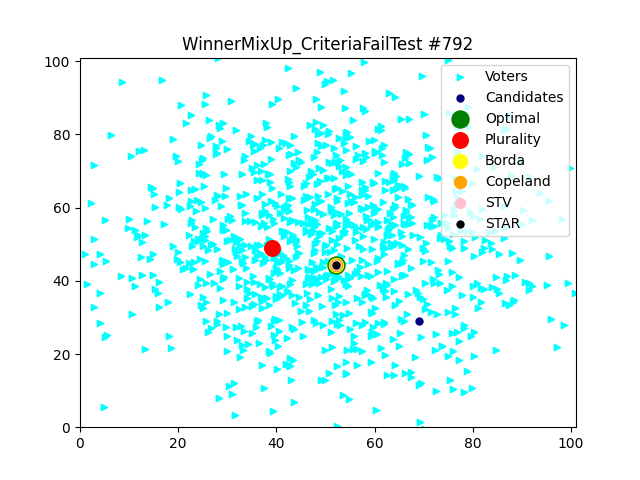 WinnerMixUp_CriteriaFailTest #792
100
80
60
40
20
0
0
20
40
60
80
100
Voters
Candidates
Optimal
Plurality
Borda
Copeland
STV
STAR